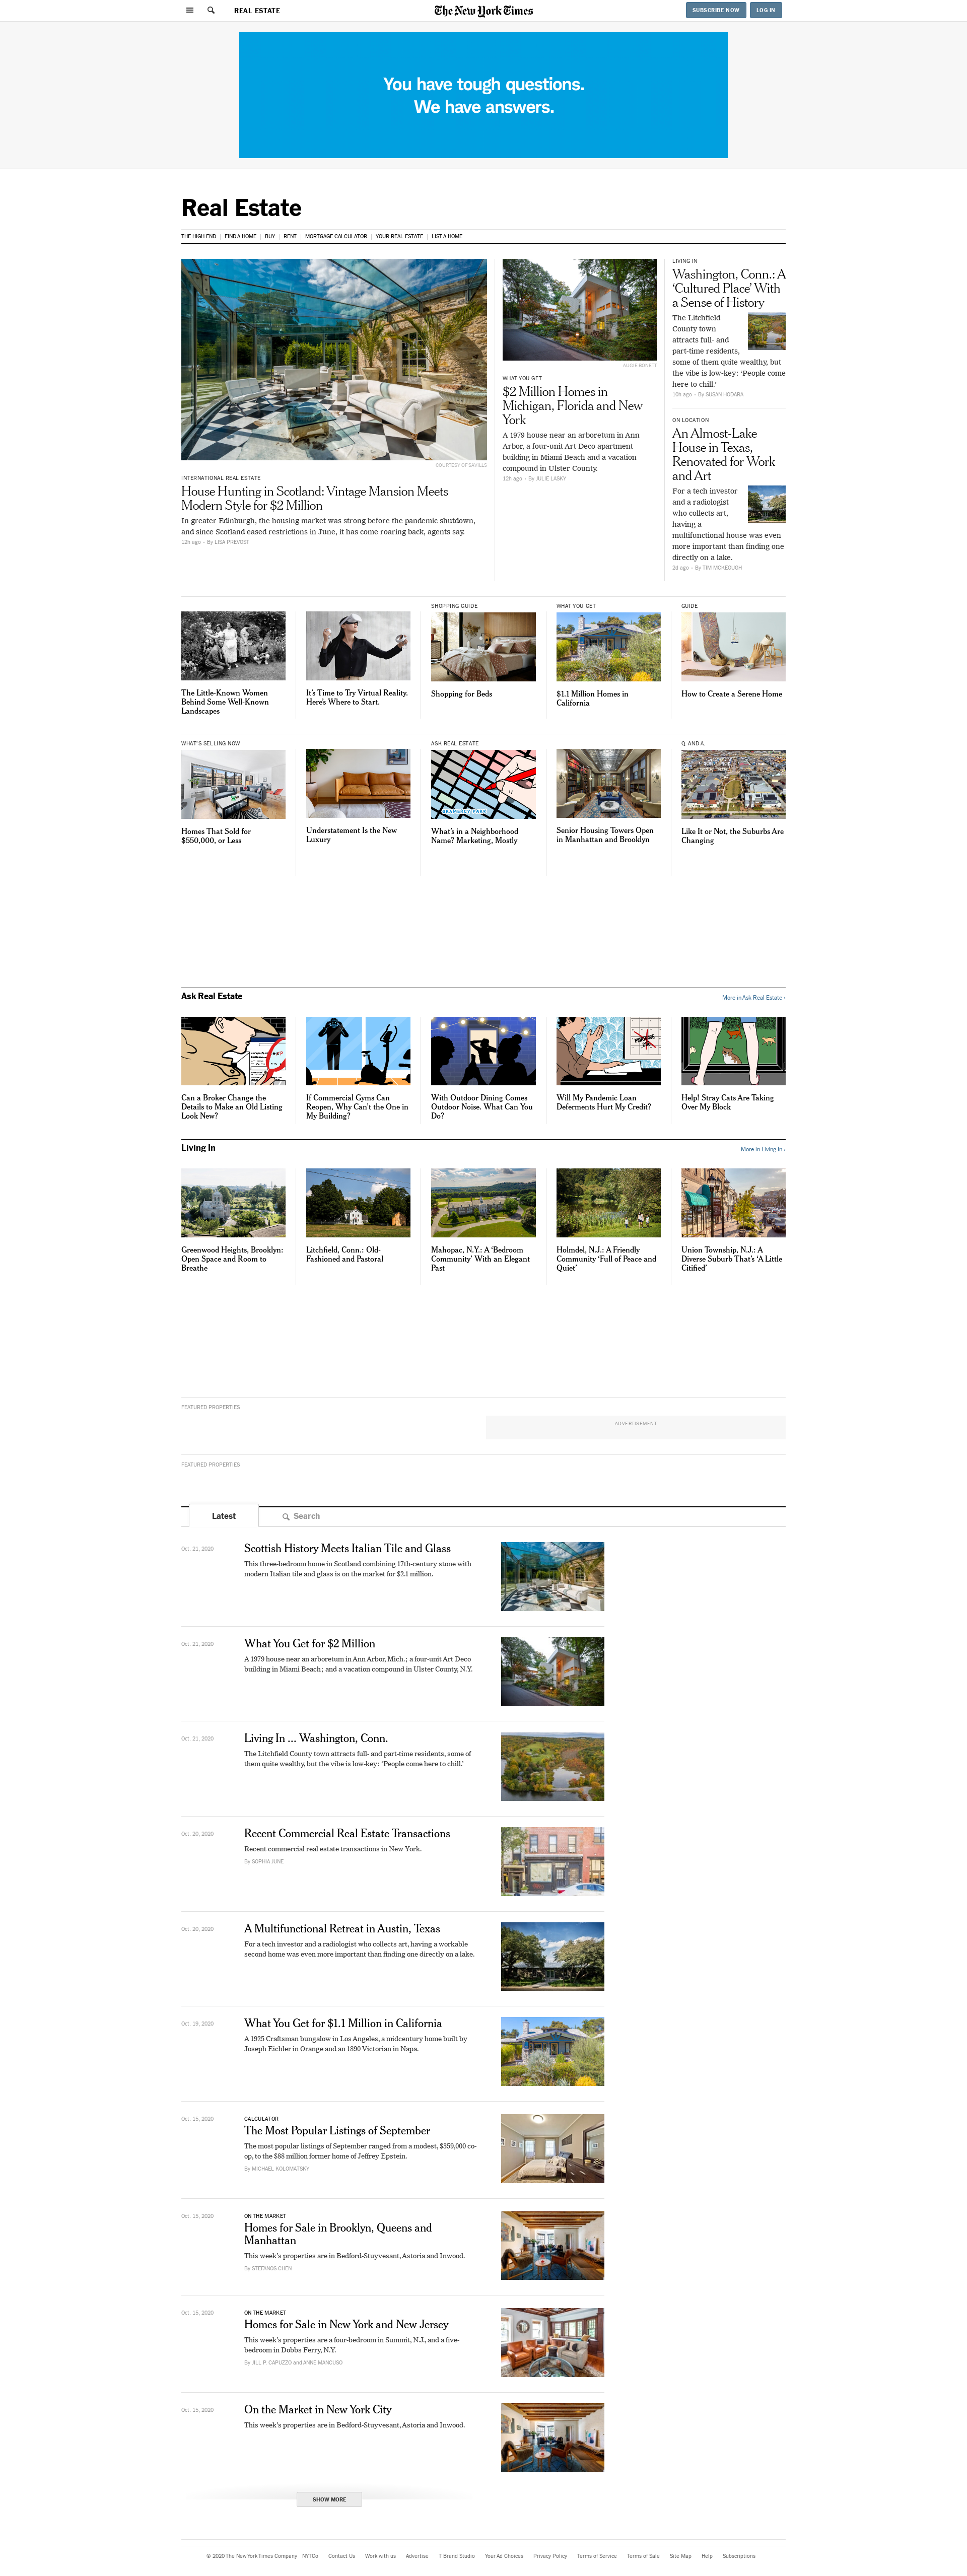 REAL ESTATE
The New York Times
SUBSCRIBE NOW
LOG IN
You have tough questions.
We have answers.
Real Estate
THE HIGH END
FIND A HOME
BUY
RENT
MORTGAGE CALCULATOR
YOUR REAL ESTATE
LIST A HOME
COURTESY OF SAVILLS
INTERNATIONAL REAL ESTATE
House Hunting in Scotland: Vintage Mansion Meets
Modern Style for $2 Million
In greater Edinburgh, the housing market was strong before the pandemic shutdown,
and since Scotland eased restrictions in June, it has come roaring back, agents say.
12h ago - By LISA PREVOST
AUGIE BONETT
WHAT YOU GET
$2 Million Homes in
Michigan, Florida and New
York
A 1979 house near an arboretum in Ann
Arbor, a four-unit Art Deco apartment
building in Miami Beach and a vacation
compound in Ulster County.
12h ago - By JULIE LASKY
LIVING IN
Washington, Conn.: A
‘Cultured Place’ With
a Sense of History
The Litchfield
County town
attracts full- and
part-time residents,
some of them quite wealthy, but
the vibe is low-key: ‘People come
here to chill.’
10h ago - By SUSAN HODARA
ON LOCATION
An Almost-Lake
House in Texas,
Renovated for Work
and Art
For a tech investor
and a radiologist
who collects art,
having a
multifunctional house was even
more important than finding one
directly on a lake.
2d ago - By TIM MCKEOUGH
The Little-Known Women
Behind Some Well-Known
Landscapes
It’s Time to Try Virtual Reality.
Here’s Where to Start.
SHOPPING GUIDE
Shopping for Beds
WHAT YOU GET
$1.1 Million Homes in
California
GUIDE
How to Create a Serene Home
WHAT'S SELLING NOW
Homes That Sold for
$550,000, or Less
Understatement Is the New
Luxury
ASK REAL ESTATE
GRAMERCY PARK
What’s in a Neighborhood
Name? Marketing, Mostly
Senior Housing Towers Open
in Manhattan and Brooklyn
Q. AND A.
Like It or Not, the Suburbs Are
Changing
Ask Real Estate
More in Ask Real Estate ›
Can a Broker Change the
Details to Make an Old Listing
Look New?
If Commercial Gyms Can
Reopen, Why Can’t the One in
My Building?
With Outdoor Dining Comes
Outdoor Noise. What Can You
Do?
Will My Pandemic Loan
Deferments Hurt My Credit?
Help! Stray Cats Are Taking
Over My Block
Living In
More in Living In ›
Greenwood Heights, Brooklyn:
Open Space and Room to
Breathe
Litchfield, Conn.: Old-
Fashioned and Pastoral
Mahopac, N.Y.: A ‘Bedroom
Community’ With an Elegant
Past
Holmdel, N.J.: A Friendly
Community ‘Full of Peace and
Quiet’
Union Township, N.J.: A
Diverse Suburb That’s ‘A Little
Citified’
FEATURED PROPERTIES
ADVERTISEMENT
FEATURED PROPERTIES
Latest
Search
Oct. 21, 2020
Scottish History Meets Italian Tile and Glass
This three-bedroom home in Scotland combining 17th-century stone with
modern Italian tile and glass is on the market for $2.1 million.
Oct. 21, 2020
What You Get for $2 Million
A 1979 house near an arboretum in Ann Arbor, Mich.; a four-unit Art Deco
building in Miami Beach; and a vacation compound in Ulster County, N.Y.
Oct. 21, 2020
Living In ... Washington, Conn.
The Litchfield County town attracts full- and part-time residents, some of
them quite wealthy, but the vibe is low-key: ‘People come here to chill.’
Oct. 20, 2020
Recent Commercial Real Estate Transactions
Recent commercial real estate transactions in New York.
By SOPHIA JUNE
Oct. 20, 2020
A Multifunctional Retreat in Austin, Texas
For a tech investor and a radiologist who collects art, having a workable
second home was even more important than finding one directly on a lake.
Oct. 19, 2020
What You Get for $1.1 Million in California
A 1925 Craftsman bungalow in Los Angeles, a midcentury home built by
Joseph Eichler in Orange and an 1890 Victorian in Napa.
Oct. 15, 2020
CALCULATOR
The Most Popular Listings of September
The most popular listings of September ranged from a modest, $359,000 co-
op, to the $88 million former home of Jeffrey Epstein.
By MICHAEL KOLOMATSKY
Oct. 15, 2020
ON THE MARKET
Homes for Sale in Brooklyn, Queens and
Manhattan
This week’s properties are in Bedford-Stuyvesant, Astoria and Inwood.
By STEFANOS CHEN
Oct. 15, 2020
ON THE MARKET
Homes for Sale in New York and New Jersey
This week’s properties are a four-bedroom in Summit, N.J., and a five-
bedroom in Dobbs Ferry, N.Y.
By JILL P. CAPUZZO and ANNE MANCUSO
Oct. 15, 2020
On the Market in New York City
This week’s properties are in Bedford-Stuyvesant, Astoria and Inwood.
SHOW MORE
© 2020 The New York Times Company
NYTCo
Contact Us
Work with us
Advertise
T Brand Studio
Your Ad Choices
Privacy Policy
Terms of Service
Terms of Sale
Site Map
Help
Subscriptions